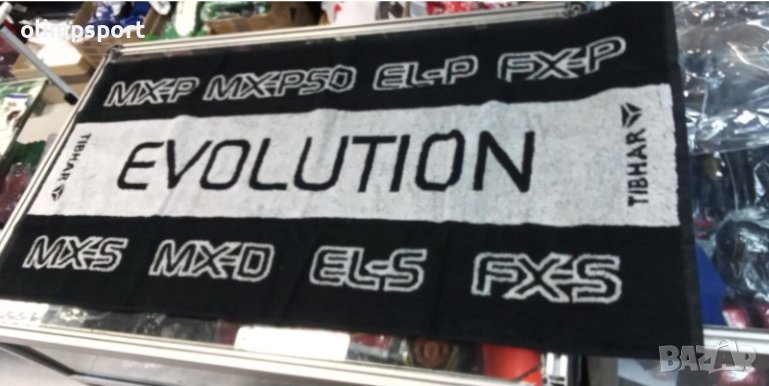 olimpsport
MX-P MX-P50 EL-P FX-P
TIBHAR EVOLUTION TIBHAR
MX-S MX-D EL-S FX-S
BAZAR